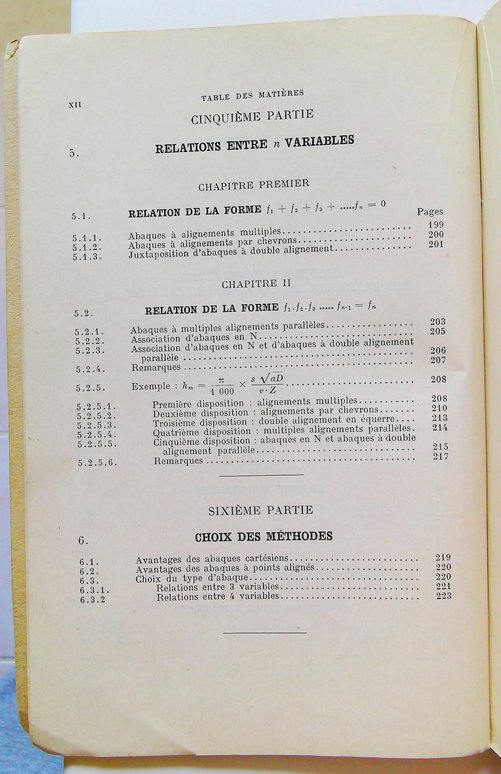 XII
TABLE DES MATIÈRES
CINQUIÈME PARTIE
5. RELATIONS ENTRE n VARIABLES
CHAPITRE PREMIER
5.1. RELATION DE LA FORME f₁ + f₂ + f₃ + .....fₙ = 0
Pages
5.1.1. Abaques à alignements multiples........................ 199
5.1.2. Abaques à alignements par chevrons..................... 200
5.1.3. Juxtaposition d'abaques à double alignement............. 201
CHAPITRE II
5.2. RELATION DE LA FORME f₁.f₂.f₃ ..... fₙ₋₁ = fₙ
5.2.1. Abaques à multiples alignements parallèles................ 203
5.2.2. Association d'abaques en N............................. 205
5.2.3. Association d'abaques en N et d'abaques à double alignement
parallèle ............................................. 206
5.2.4. Remarques ............................................ 207
5.2.5. Exemple : hₘ = π/1 000 × s √aD/v·Z ........................ 208
5.2.5.1. Première disposition : alignements multiples........... 208
5.2.5.2. Deuxième disposition : alignements par chevrons....... 210
5.2.5.3. Troisième disposition : double alignement en équerre.... 213
5.2.5.4. Quatrième disposition : multiples alignements parallèles. 214
5.2.5.5. Cinquième disposition : abaques en N et abaques à double
alignement parallèle................................ 215
5.2.5.6. Remarques .......................................... 217
SIXIÈME PARTIE
6. CHOIX DES MÉTHODES
6.1. Avantages des abaques cartésiens......................... 219
6.2. Avantages des abaques à points alignés................... 220
6.3. Choix du type d'abaque................................. 220
6.3.1. Relations entre 3 variables............................ 221
6.3.2 Relations entre 4 variables............................ 223